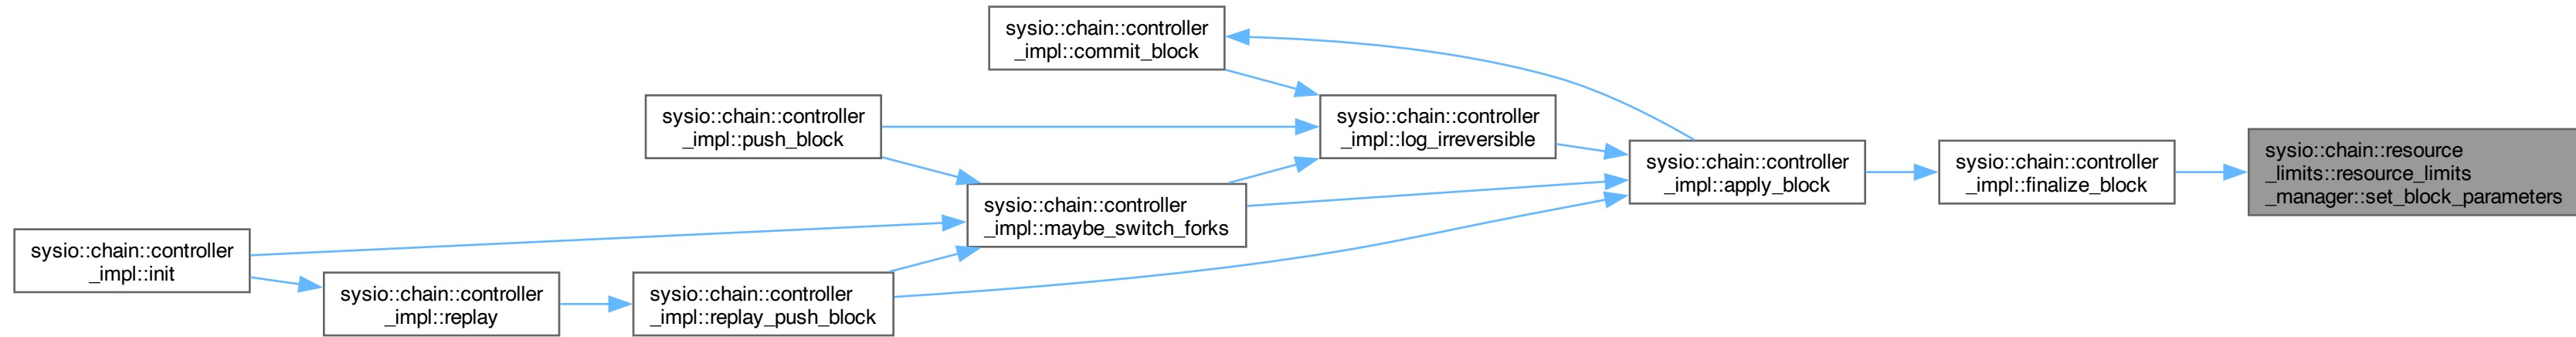 sysio::chain::controller
_impl::init
sysio::chain::controller
_impl::replay
sysio::chain::controller
_impl::replay_push_block
sysio::chain::controller
_impl::push_block
sysio::chain::controller
_impl::maybe_switch_forks
sysio::chain::controller
_impl::commit_block
sysio::chain::controller
_impl::log_irreversible
sysio::chain::controller
_impl::apply_block
sysio::chain::controller
_impl::finalize_block
sysio::chain::resource
_limits::resource_limits
_manager::set_block_parameters